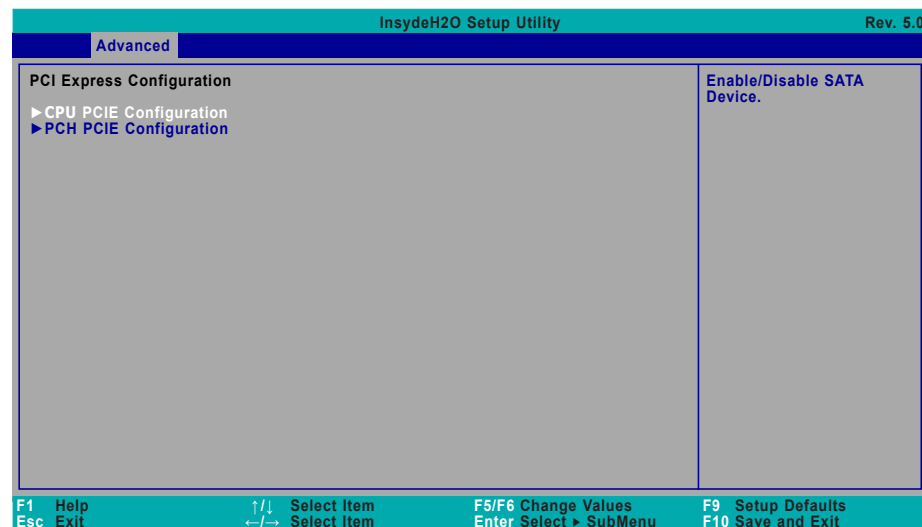 InsydeH2O Setup Utility Rev. 5.0
Advanced
PCI Express Configuration
►CPU PCIE Configuration
►PCH PCIE Configuration
Enable/Disable SATA
Device.
F1 Help ↑/↓ Select Item F5/F6 Change Values F9 Setup Defaults
Esc Exit ←/→ Select Item Enter Select ► SubMenu F10 Save and Exit